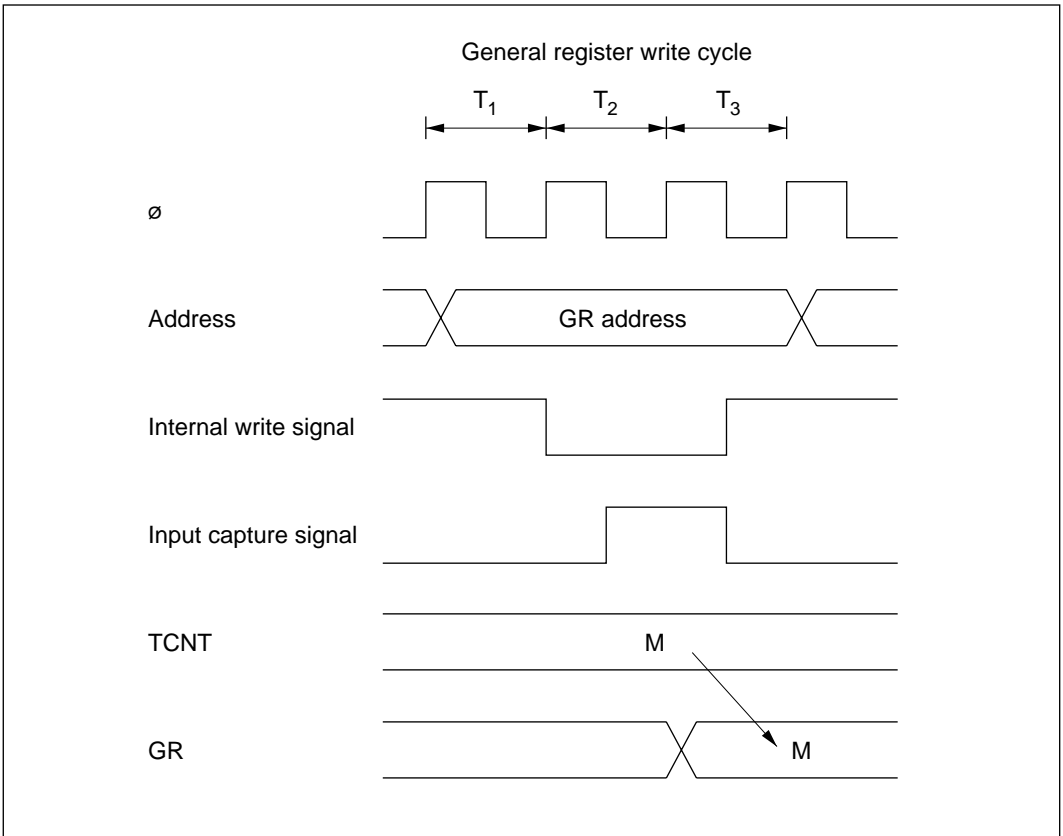 General register write cycle
T1 T2 T3
ø
Address GR address
Internal write signal
Input capture signal
TCNT M
GR M